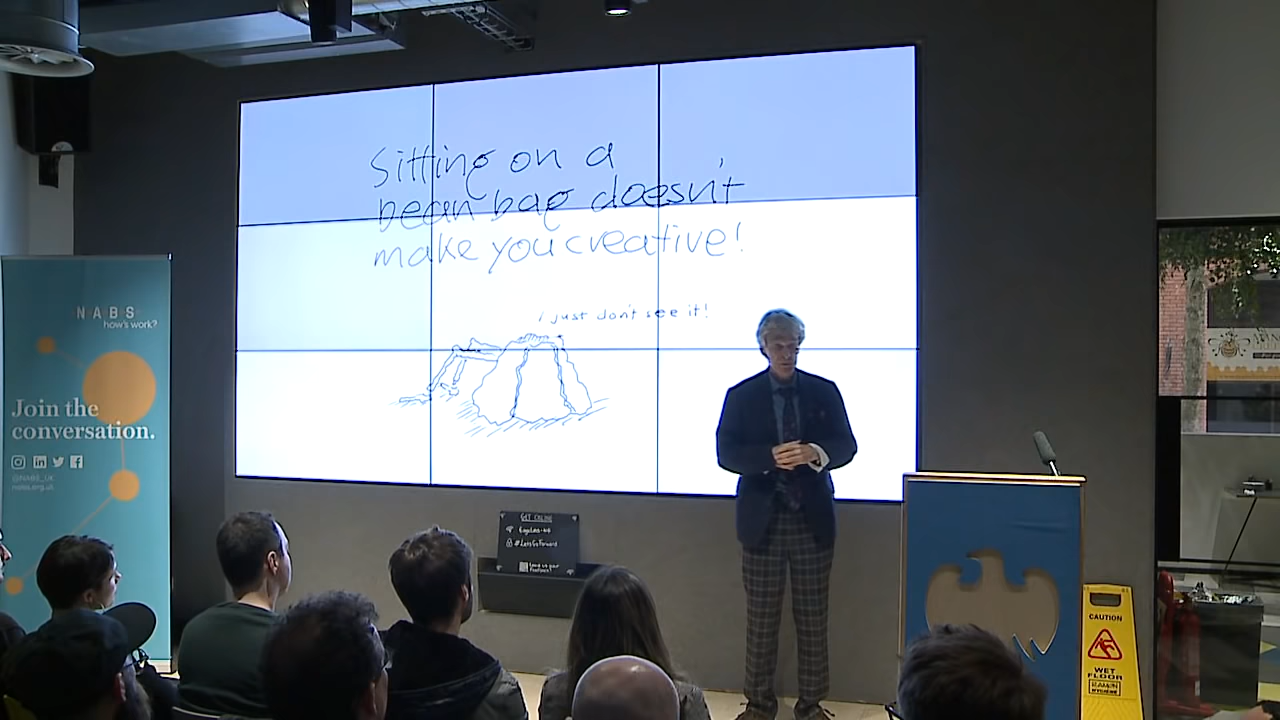 Sitting on a
bean bag doesn't
make you creative!
I just don't see it!
NABS
how's work?
Join the
conversation.
@NABS_UK
nabs.org.uk
GET ONLINE
#LetsGoForward
CAUTION
WET
FLOOR